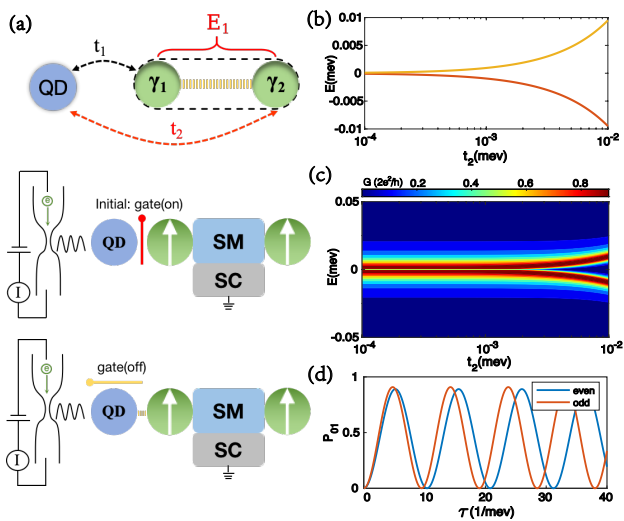 (a)
E₁
t₁
QD
γ₁
γ₂
t₂
Initial: gate(on)
e
QD
SM
SC
I
gate(off)
e
QD
SM
SC
I
(b)
0.01
0.005
0
-0.005
-0.01
E(mev)
10⁻⁴
10⁻³
10⁻²
t₂(mev)
(c)
G (2e²/h) 0.2 0.4 0.6 0.8
0.05
0
-0.05
E(mev)
10⁻⁴
10⁻³
10⁻²
t₂(mev)
(d)
1
0.5
0
P₀₁
even
odd
0 10 20 30 40
τ(1/mev)